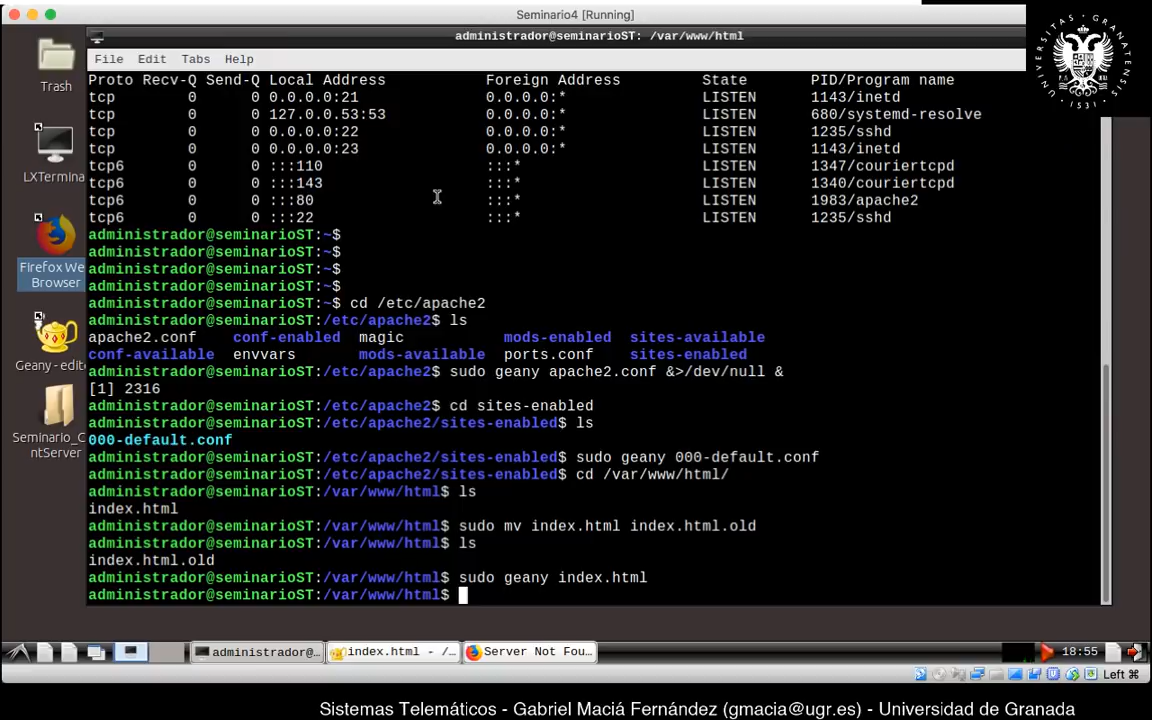 Seminario4 [Running]
administrador@seminarioST: /var/www/html
File Edit Tabs Help
Proto Recv-Q Send-Q Local Address Foreign Address State PID/Program name
tcp 0 0 0.0.0.0:21 0.0.0.0:* LISTEN 1143/inetd
tcp 0 0 127.0.0.53:53 0.0.0.0:* LISTEN 680/systemd-resolve
tcp 0 0 0.0.0.0:22 0.0.0.0:* LISTEN 1235/sshd
tcp 0 0 0.0.0.0:23 0.0.0.0:* LISTEN 1143/inetd
tcp6 0 0 :::110 :::* LISTEN 1347/couriertcpd
tcp6 0 0 :::143 :::* LISTEN 1340/couriertcpd
tcp6 0 0 :::80 :::* LISTEN 1983/apache2
tcp6 0 0 :::22 :::* LISTEN 1235/sshd
administrador@seminarioST:~$
administrador@seminarioST:~$
administrador@seminarioST:~$
administrador@seminarioST:~$
administrador@seminarioST:~$ cd /etc/apache2
administrador@seminarioST:/etc/apache2$ ls
apache2.conf conf-enabled magic mods-enabled sites-available
conf-available envvars mods-available ports.conf sites-enabled
administrador@seminarioST:/etc/apache2$ sudo geany apache2.conf &>/dev/null &
[1] 2316
administrador@seminarioST:/etc/apache2$ cd sites-enabled
administrador@seminarioST:/etc/apache2/sites-enabled$ ls
000-default.conf
administrador@seminarioST:/etc/apache2/sites-enabled$ sudo geany 000-default.conf
administrador@seminarioST:/etc/apache2/sites-enabled$ cd /var/www/html/
administrador@seminarioST:/var/www/html$ ls
index.html
administrador@seminarioST:/var/www/html$ sudo mv index.html index.html.old
administrador@seminarioST:/var/www/html$ ls
index.html.old
administrador@seminarioST:/var/www/html$ sudo geany index.html
administrador@seminarioST:/var/www/html$
Trash
LXTermina
Firefox We
Browser
Geany - edit
Seminario_C
ntServer
administrador@...
index.html - /...
Server Not Fou...
18:55
Left ⌘
UNIVERSITAS GRANATENSIS
1531
Sistemas Telemáticos - Gabriel Maciá Fernández (gmacia@ugr.es) - Universidad de Granada